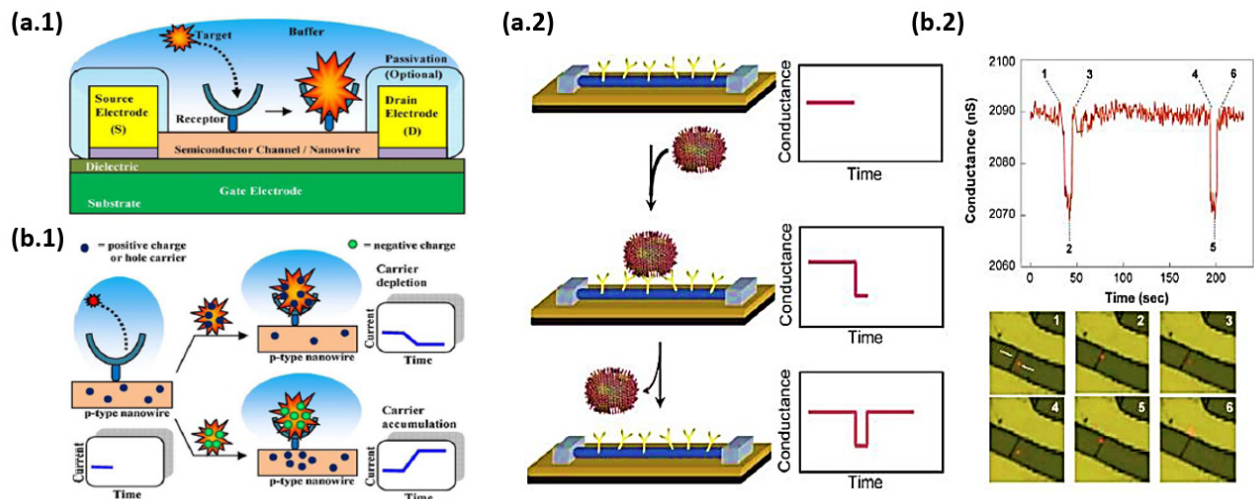 (a.1)
Target
Buffer
Passivation
(Optional)
Source
Electrode
(S)
Receptor
Drain
Electrode
(D)
Semiconductor Channel / Nanowire
Dielectric
Gate Electrode
Substrate
(b.1)
= positive charge
or hole carrier
= negative charge
Carrier
depletion
Current
Time
p-type nanowire
p-type nanowire
Carrier
accumulation
Current
Time
Current
Time
p-type nanowire
(a.2)
Conductance
Time
Conductance
Time
Conductance
Time
(b.2)
2100
2090
2080
2070
2060
Conductance (nS)
1
3
4
6
2
5
0
50
100
150
200
Time (sec)
1
2
3
4
5
6